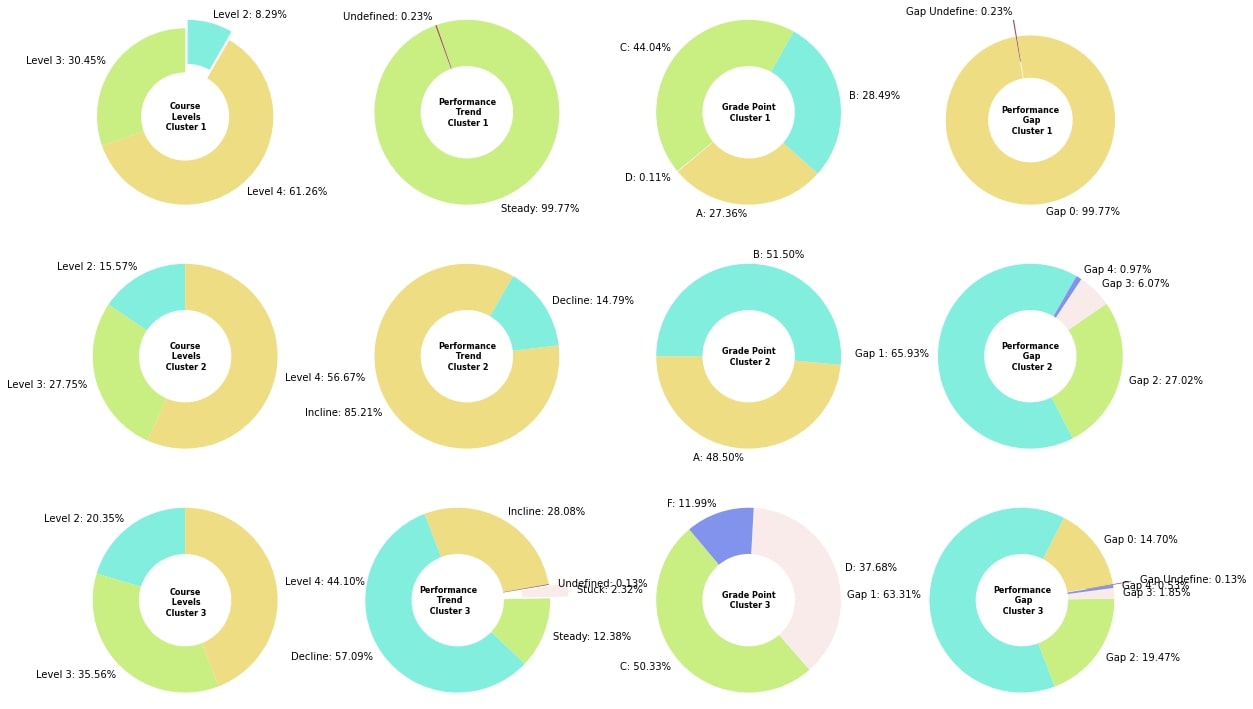 Level 2: 8.29%
Level 3: 30.45%
Course
Levels
Cluster 1
Level 4: 61.26%
Undefined: 0.23%
Performance
Trend
Cluster 1
Steady: 99.77%
C: 44.04%
B: 28.49%
Grade Point
Cluster 1
D: 0.11%
A: 27.36%
Gap Undefine: 0.23%
Performance
Gap
Cluster 1
Gap 0: 99.77%
Level 2: 15.57%
Course
Levels
Cluster 2
Level 3: 27.75%
Level 4: 56.67%
Decline: 14.79%
Performance
Trend
Cluster 2
Incline: 85.21%
B: 51.50%
Grade Point
Cluster 2
A: 48.50%
Gap 4: 0.97%
Gap 3: 6.07%
Gap 1: 65.93%
Performance
Gap
Cluster 2
Gap 2: 27.02%
Level 2: 20.35%
Course
Levels
Cluster 3
Level 4: 44.10%
Level 3: 35.56%
Incline: 28.08%
Undefined: 0.13%
Stuck: 2.32%
Performance
Trend
Cluster 3
Steady: 12.38%
Decline: 57.09%
F: 11.99%
D: 37.68%
Grade Point
Cluster 3
C: 50.33%
Gap 0: 14.70%
Gap Undefine: 0.13%
Gap 4: 0.53%
Gap 3: 1.85%
Gap 1: 63.31%
Performance
Gap
Cluster 3
Gap 2: 19.47%